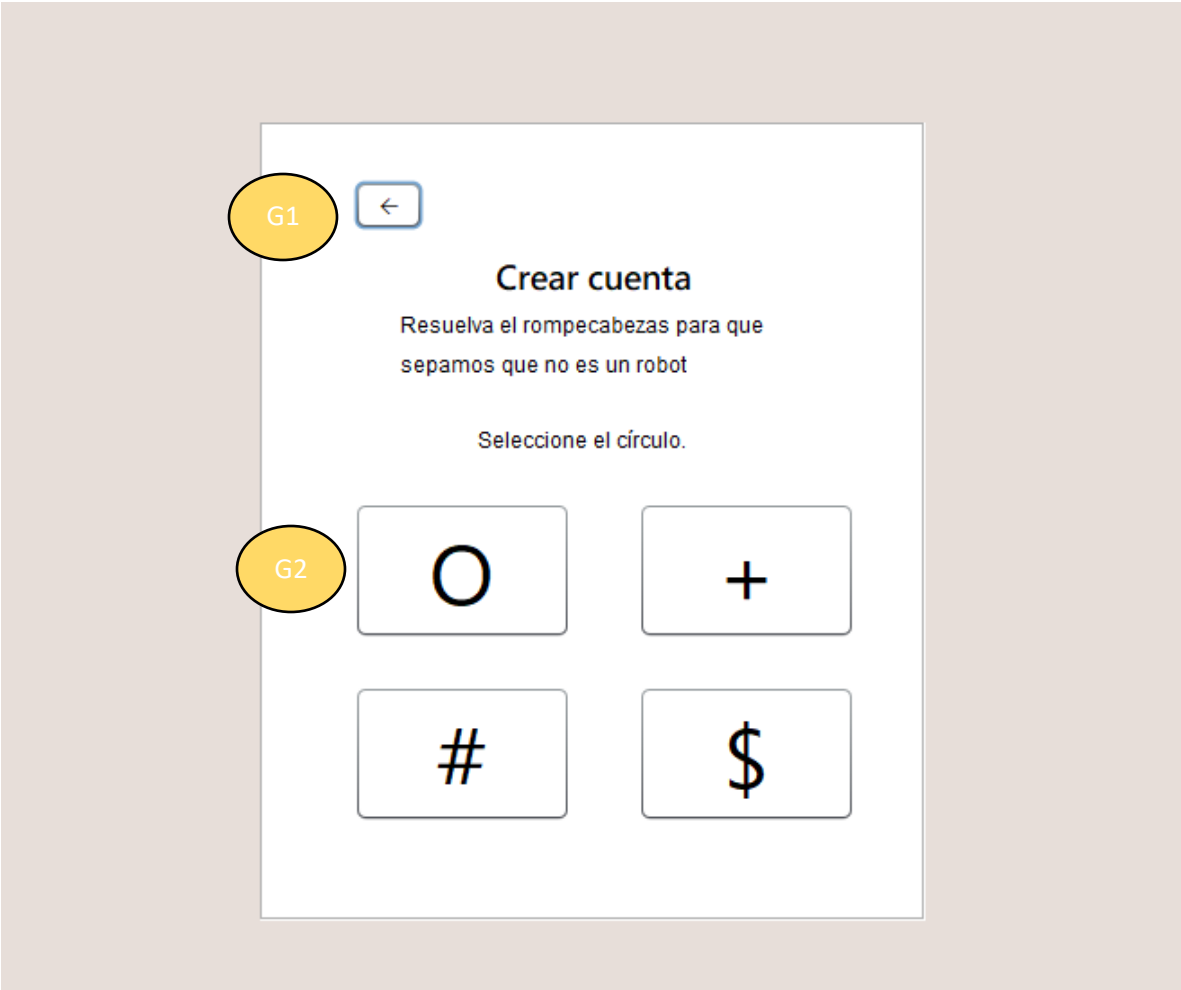 G1
←
Crear cuenta
Resuelva el rompecabezas para que
sepamos que no es un robot
Seleccione el círculo.
G2
O
+
#
$